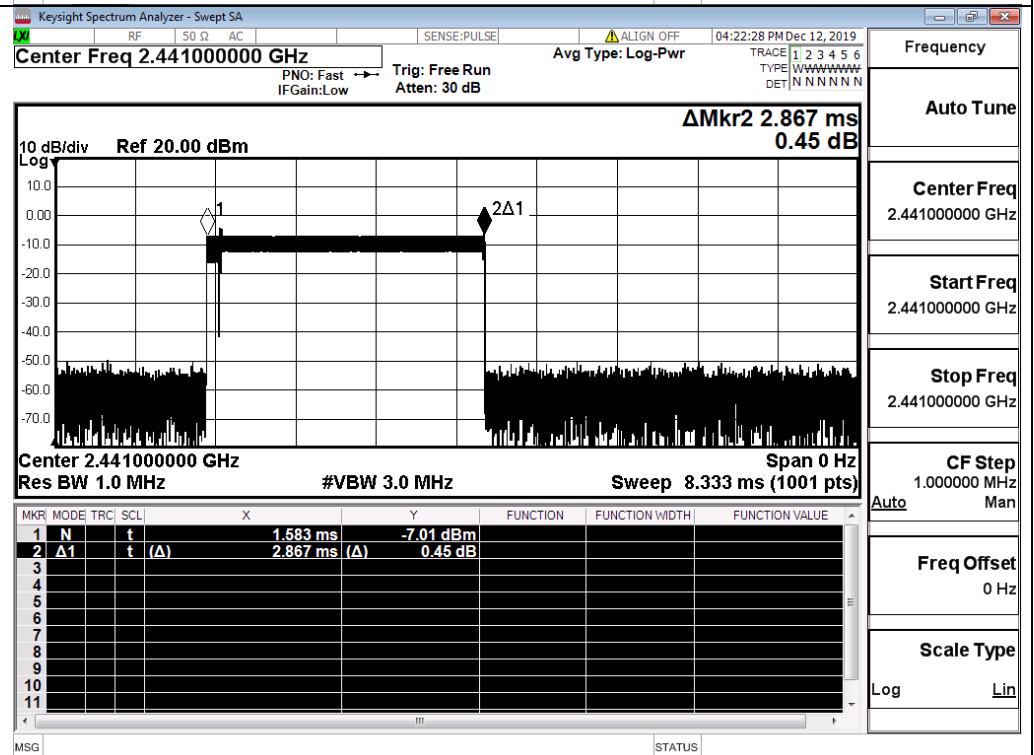 Keysight Spectrum Analyzer - Swept SA
LXI RF 50 Ω AC SENSE:PULSE ALIGN OFF 04:22:28 PM Dec 12, 2019
Center Freq 2.441000000 GHz
PNO: Fast
IFGain:Low
Trig: Free Run
Atten: 30 dB
Avg Type: Log-Pwr
TRACE 1 2 3 4 5 6
TYPE W W W W W W
DET N N N N N N
ΔMkr2 2.867 ms
0.45 dB
10 dB/div Ref 20.00 dBm
Log
10.0
0.00
-10.0
-20.0
-30.0
-40.0
-50.0
-60.0
-70.0
1
2Δ1
Center 2.441000000 GHz Span 0 Hz
Res BW 1.0 MHz #VBW 3.0 MHz Sweep 8.333 ms (1001 pts)
MKR MODE TRC SCL X Y FUNCTION FUNCTION WIDTH FUNCTION VALUE
1 N t 1.583 ms -7.01 dBm
2 Δ1 t (Δ) 2.867 ms (Δ) 0.45 dB
3
4
5
6
7
8
9
10
11
MSG STATUS
Frequency
Auto Tune
Center Freq
2.441000000 GHz
Start Freq
2.441000000 GHz
Stop Freq
2.441000000 GHz
CF Step
1.000000 MHz
Auto Man
Freq Offset
0 Hz
Scale Type
Log Lin